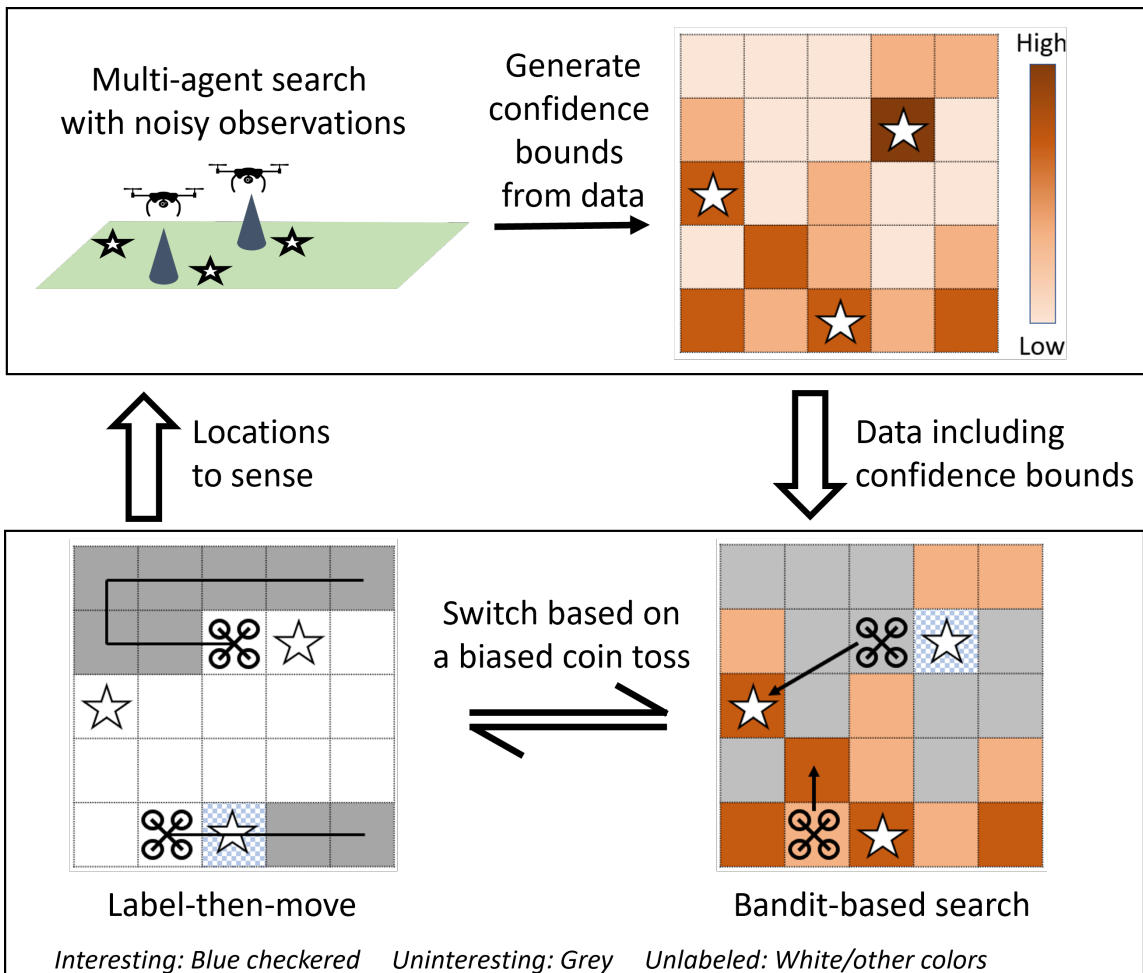 Multi-agent search
with noisy observations
Generate
confidence
bounds
from data
High
Low
Locations
to sense
Data including
confidence bounds
Switch based on
a biased coin toss
Label-then-move
Bandit-based search
Interesting: Blue checkered Uninteresting: Grey Unlabeled: White/other colors